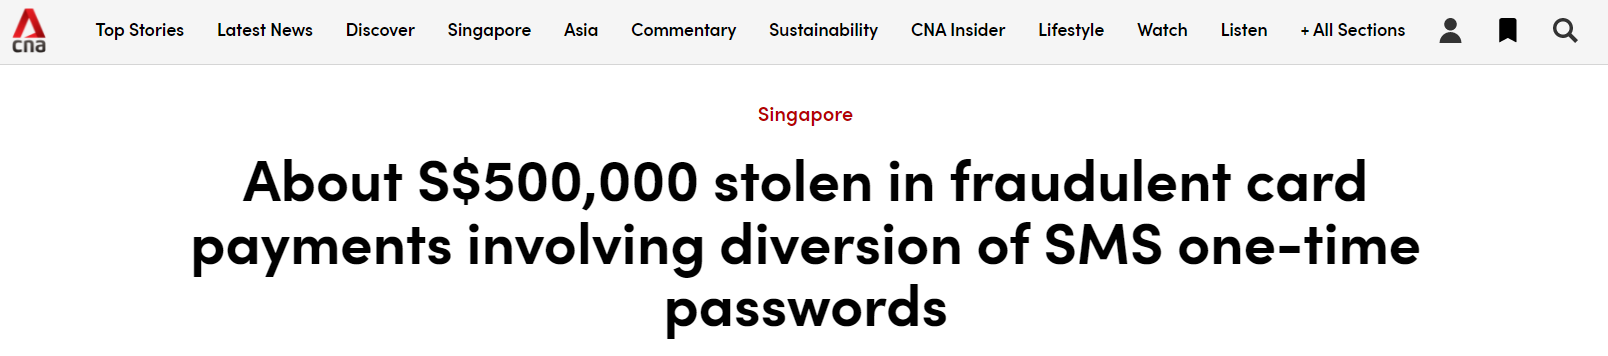 cna
Top Stories Latest News Discover Singapore Asia Commentary Sustainability CNA Insider Lifestyle Watch Listen + All Sections
Singapore
About S$500,000 stolen in fraudulent card
payments involving diversion of SMS one-time
passwords